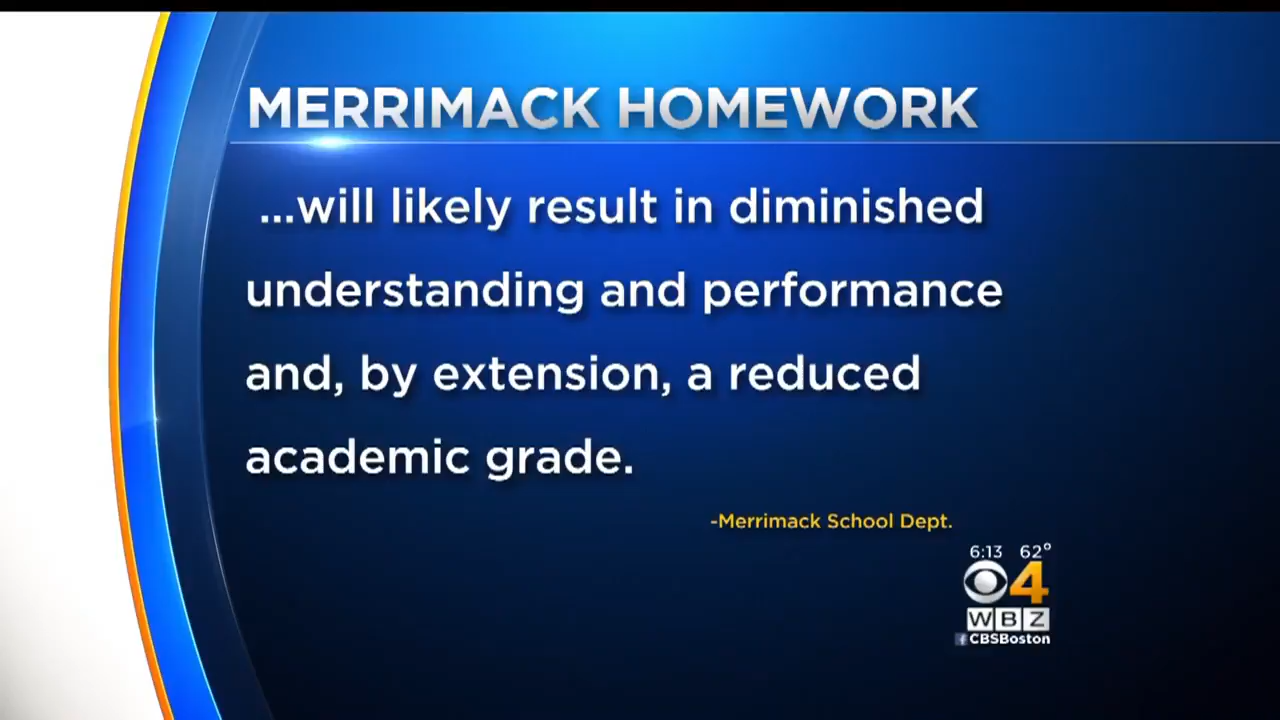 MERRIMACK HOMEWORK
...will likely result in diminished
understanding and performance
and, by extension, a reduced
academic grade.
-Merrimack School Dept.
6:13 62°
4
WBZ
f CBSBoston